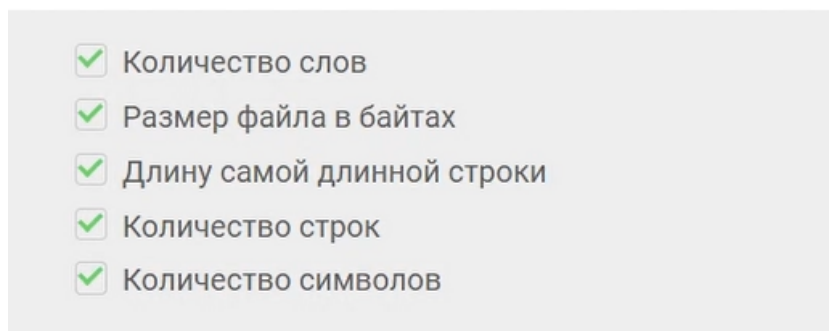 Количество слов
Размер файла в байтах
Длину самой длинной строки
Количество строк
Количество символов